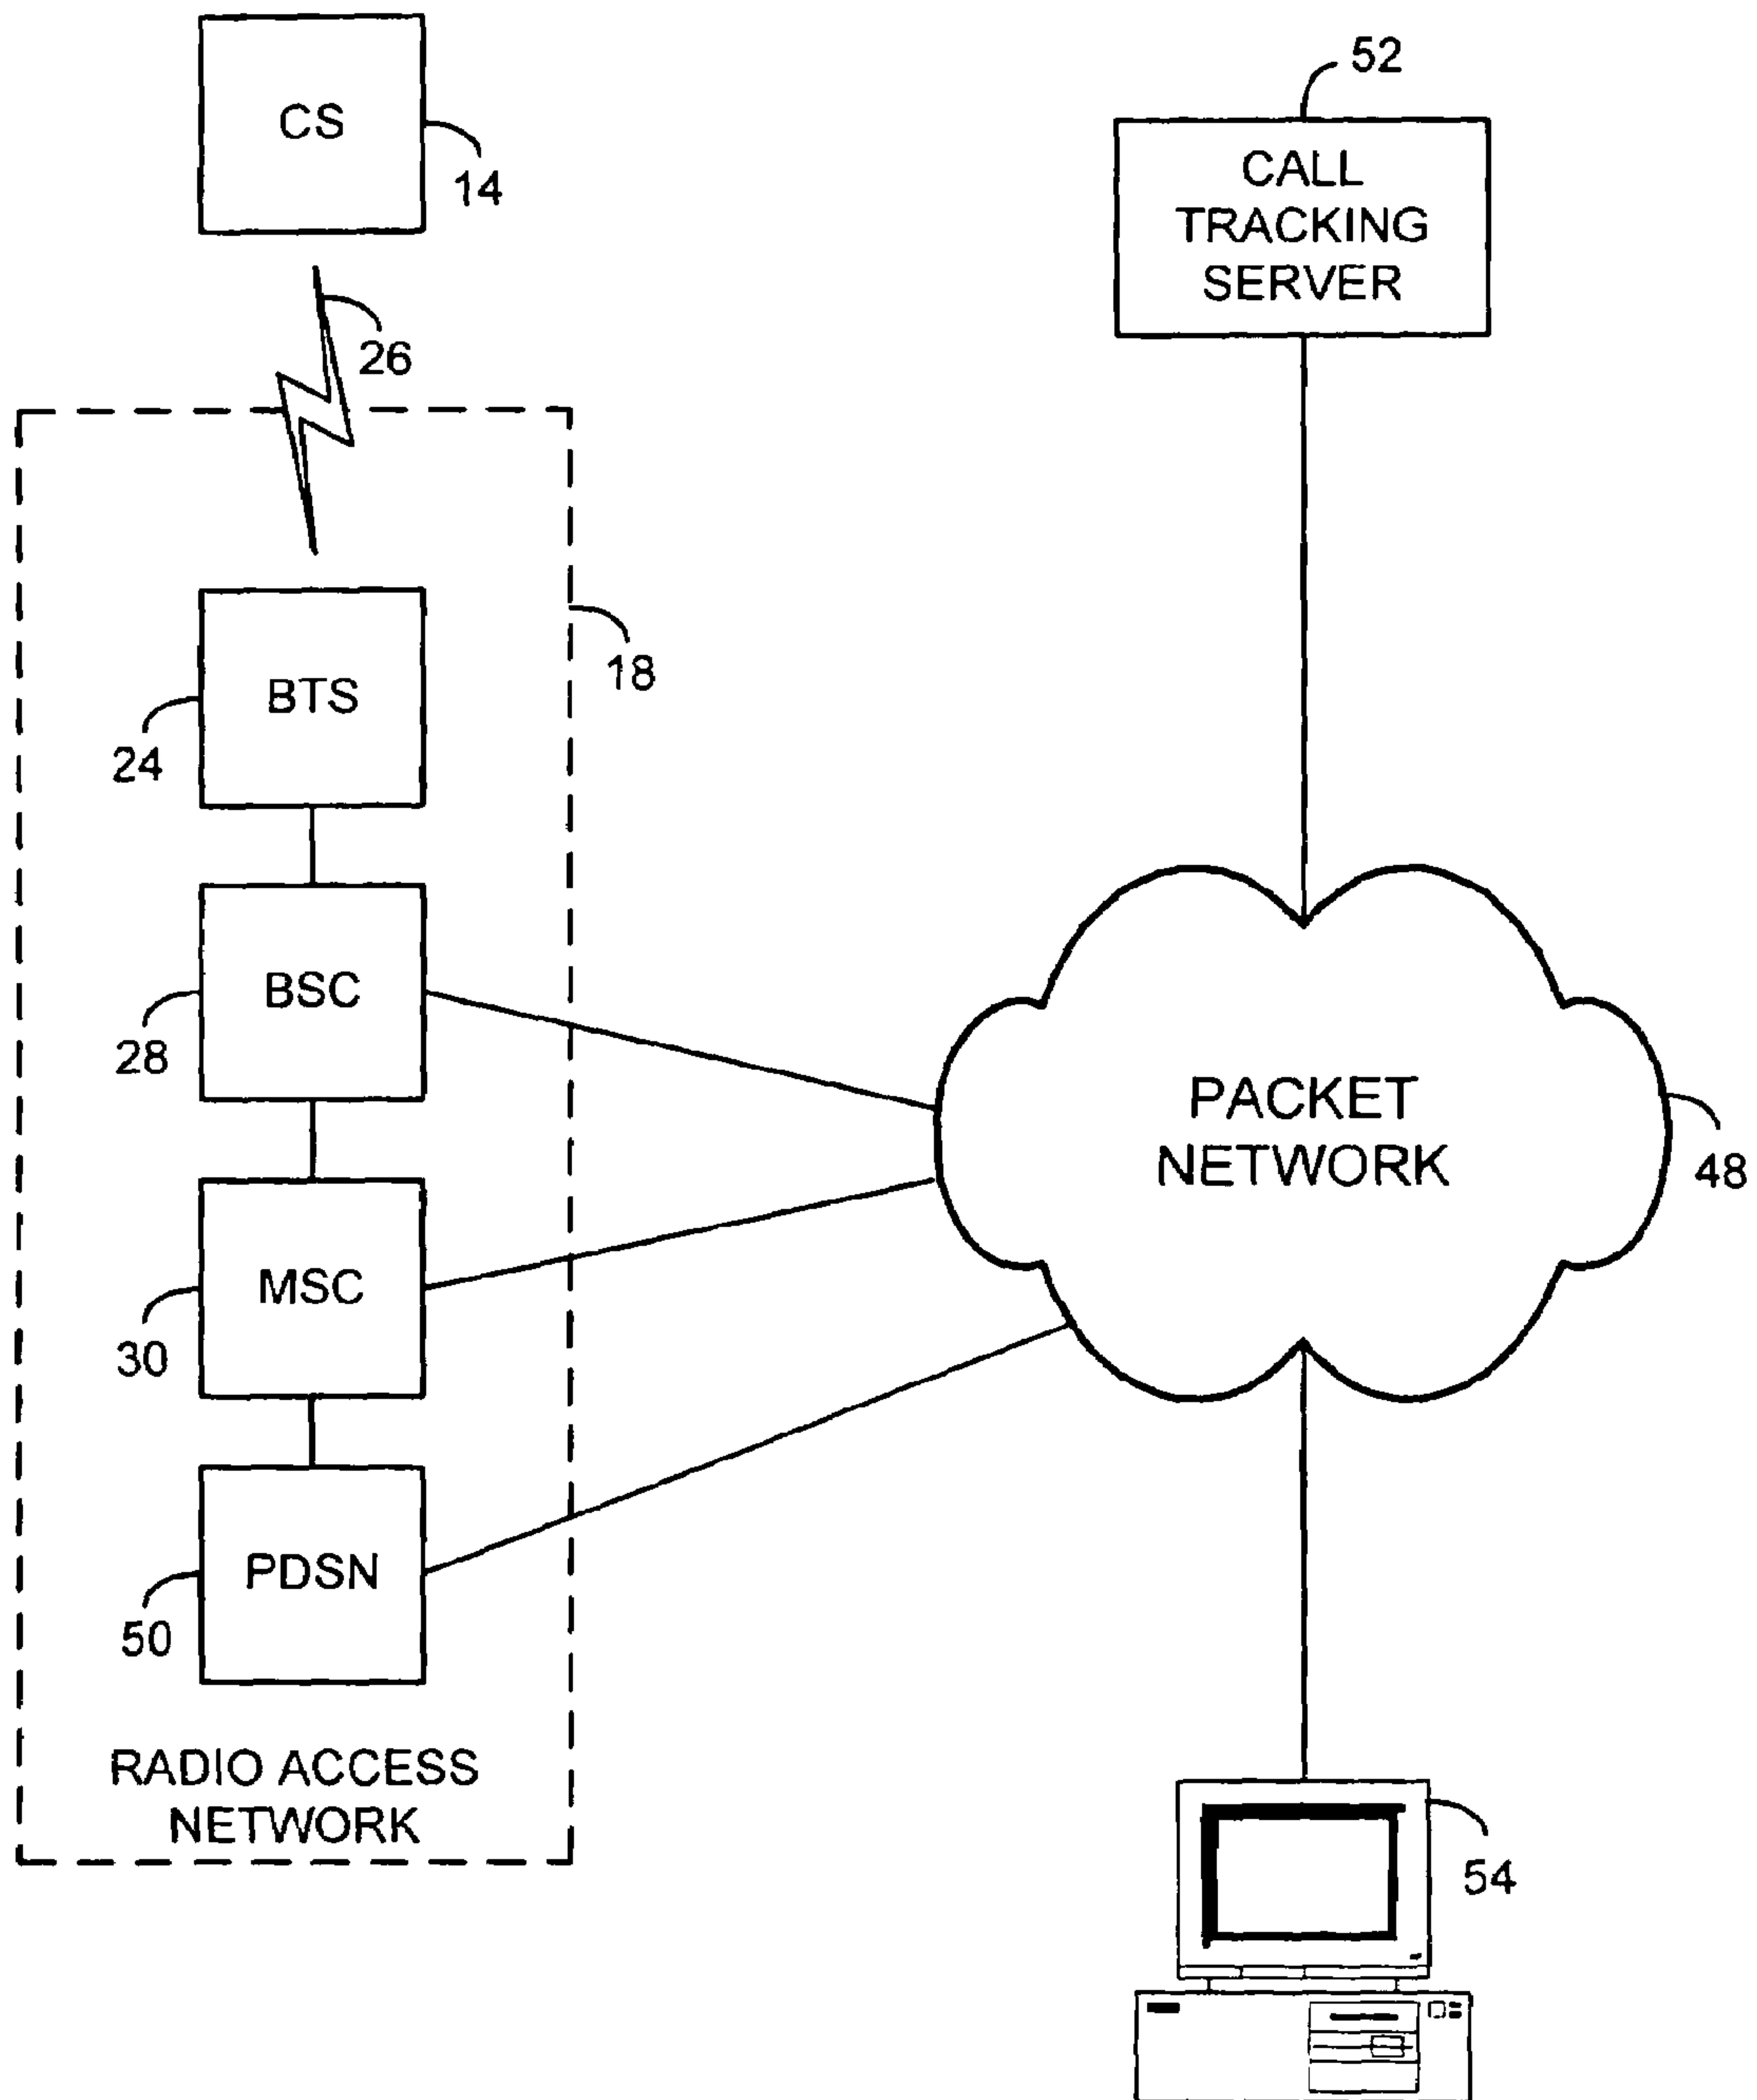 CS
14
52
CALL
TRACKING
SERVER
26
18
BTS
24
BSC
28
PACKET
NETWORK
48
MSC
30
PDSN
50
RADIO ACCESS
NETWORK
54